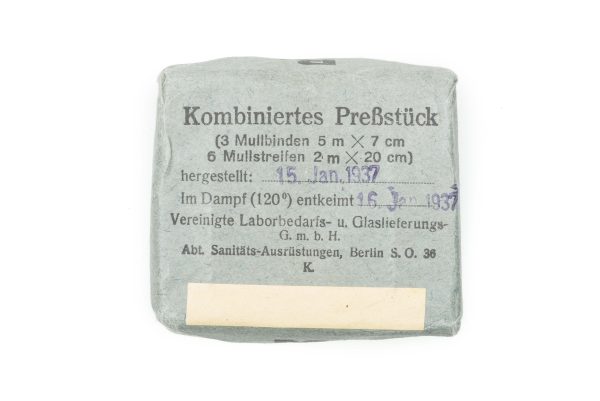 Kombiniertes Preßstück
(3 Mullbinden 5 m × 7 cm
6 Mullstreifen 2 m × 20 cm)
hergestellt: 15. Jan. 1937
Im Dampf (120°) entkeimt 16. Jan. 1937
Vereinigte Laborbedarfs- u. Glaslieferungs-
G. m. b. H.
Abt. Sanitäts-Ausrüstungen, Berlin S. O. 36
K.